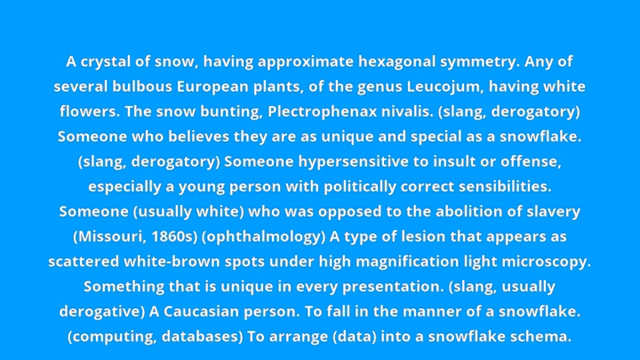 A crystal of snow, having approximate hexagonal symmetry. Any of
several bulbous European plants, of the genus Leucojum, having white
flowers. The snow bunting, Plectrophenax nivalis. (slang, derogatory)
Someone who believes they are as unique and special as a snowflake.
(slang, derogatory) Someone hypersensitive to insult or offense,
especially a young person with politically correct sensibilities.
Someone (usually white) who was opposed to the abolition of slavery
(Missouri, 1860s) (ophthalmology) A type of lesion that appears as
scattered white-brown spots under high magnification light microscopy.
Something that is unique in every presentation. (slang, usually
derogative) A Caucasian person. To fall in the manner of a snowflake.
(computing, databases) To arrange (data) into a snowflake schema.